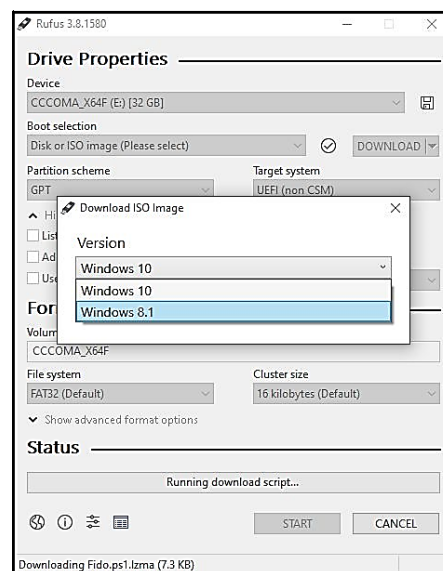 Rufus 3.8.1580
Drive Properties
Device
CCCOMA_X64F (E:) [32 GB]
Boot selection
Disk or ISO image (Please select)
DOWNLOAD
Partition scheme
Target system
GPT
UEFI (non CSM)
Download ISO Image
Version
Windows 10
Windows 10
Windows 8.1
CCCOMA_X64F
File system
Cluster size
FAT32 (Default)
16 kilobytes (Default)
Show advanced format options
Status
Running download script...
START
CANCEL
Downloading Fido.ps1.lzma (7.3 KB)